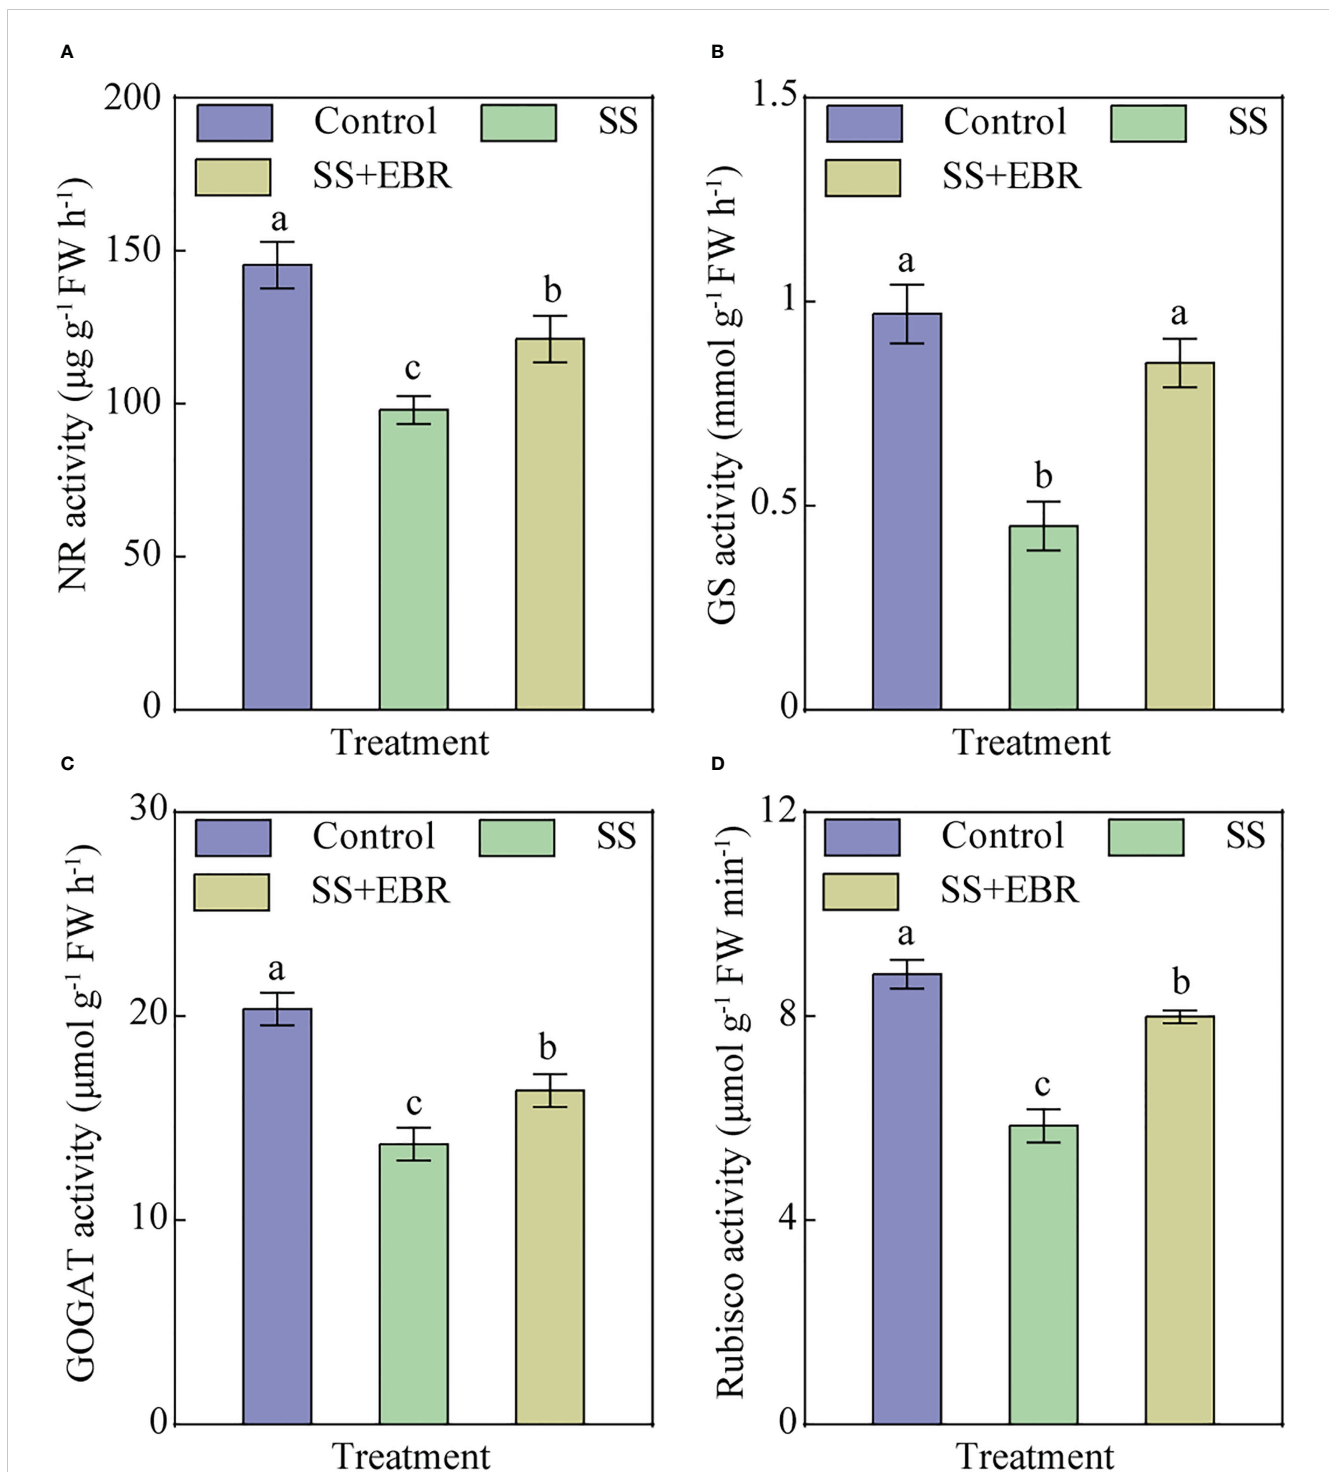 A
NR activity (μg g⁻¹ FW h⁻¹)
200
150
100
50
0
Control
SS
SS+EBR
a
c
b
Treatment
B
GS activity (mmol g⁻¹ FW h⁻¹)
1.5
1
0.5
0
Control
SS
SS+EBR
a
b
a
Treatment
C
GOGAT activity (μmol g⁻¹ FW h⁻¹)
30
20
10
0
Control
SS
SS+EBR
a
c
b
Treatment
D
Rubisco activity (μmol g⁻¹ FW min⁻¹)
12
8
4
0
Control
SS
SS+EBR
a
c
b
Treatment